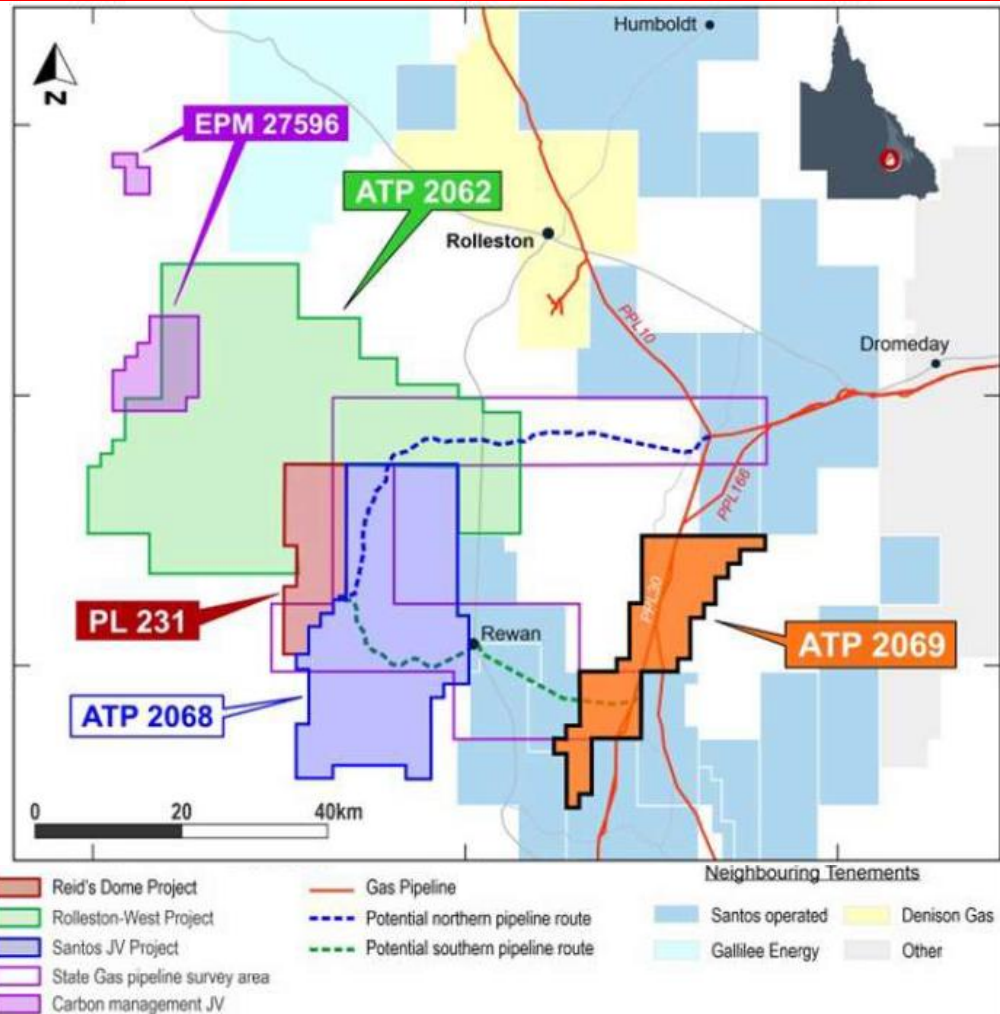 Humboldt
N
EPM 27596
ATP 2062
Rolleston
PPL10
Dromeday
PPL166
PL 231
Rewan
PPL30
ATP 2069
ATP 2068
0 20 40km
Neighbouring Tenements
Reid's Dome Project
Gas Pipeline
Rolleston-West Project
Potential northern pipeline route
Santos operated
Denison Gas
Santos JV Project
Potential southern pipeline route
Gallilee Energy
Other
State Gas pipeline survey area
Carbon management JV